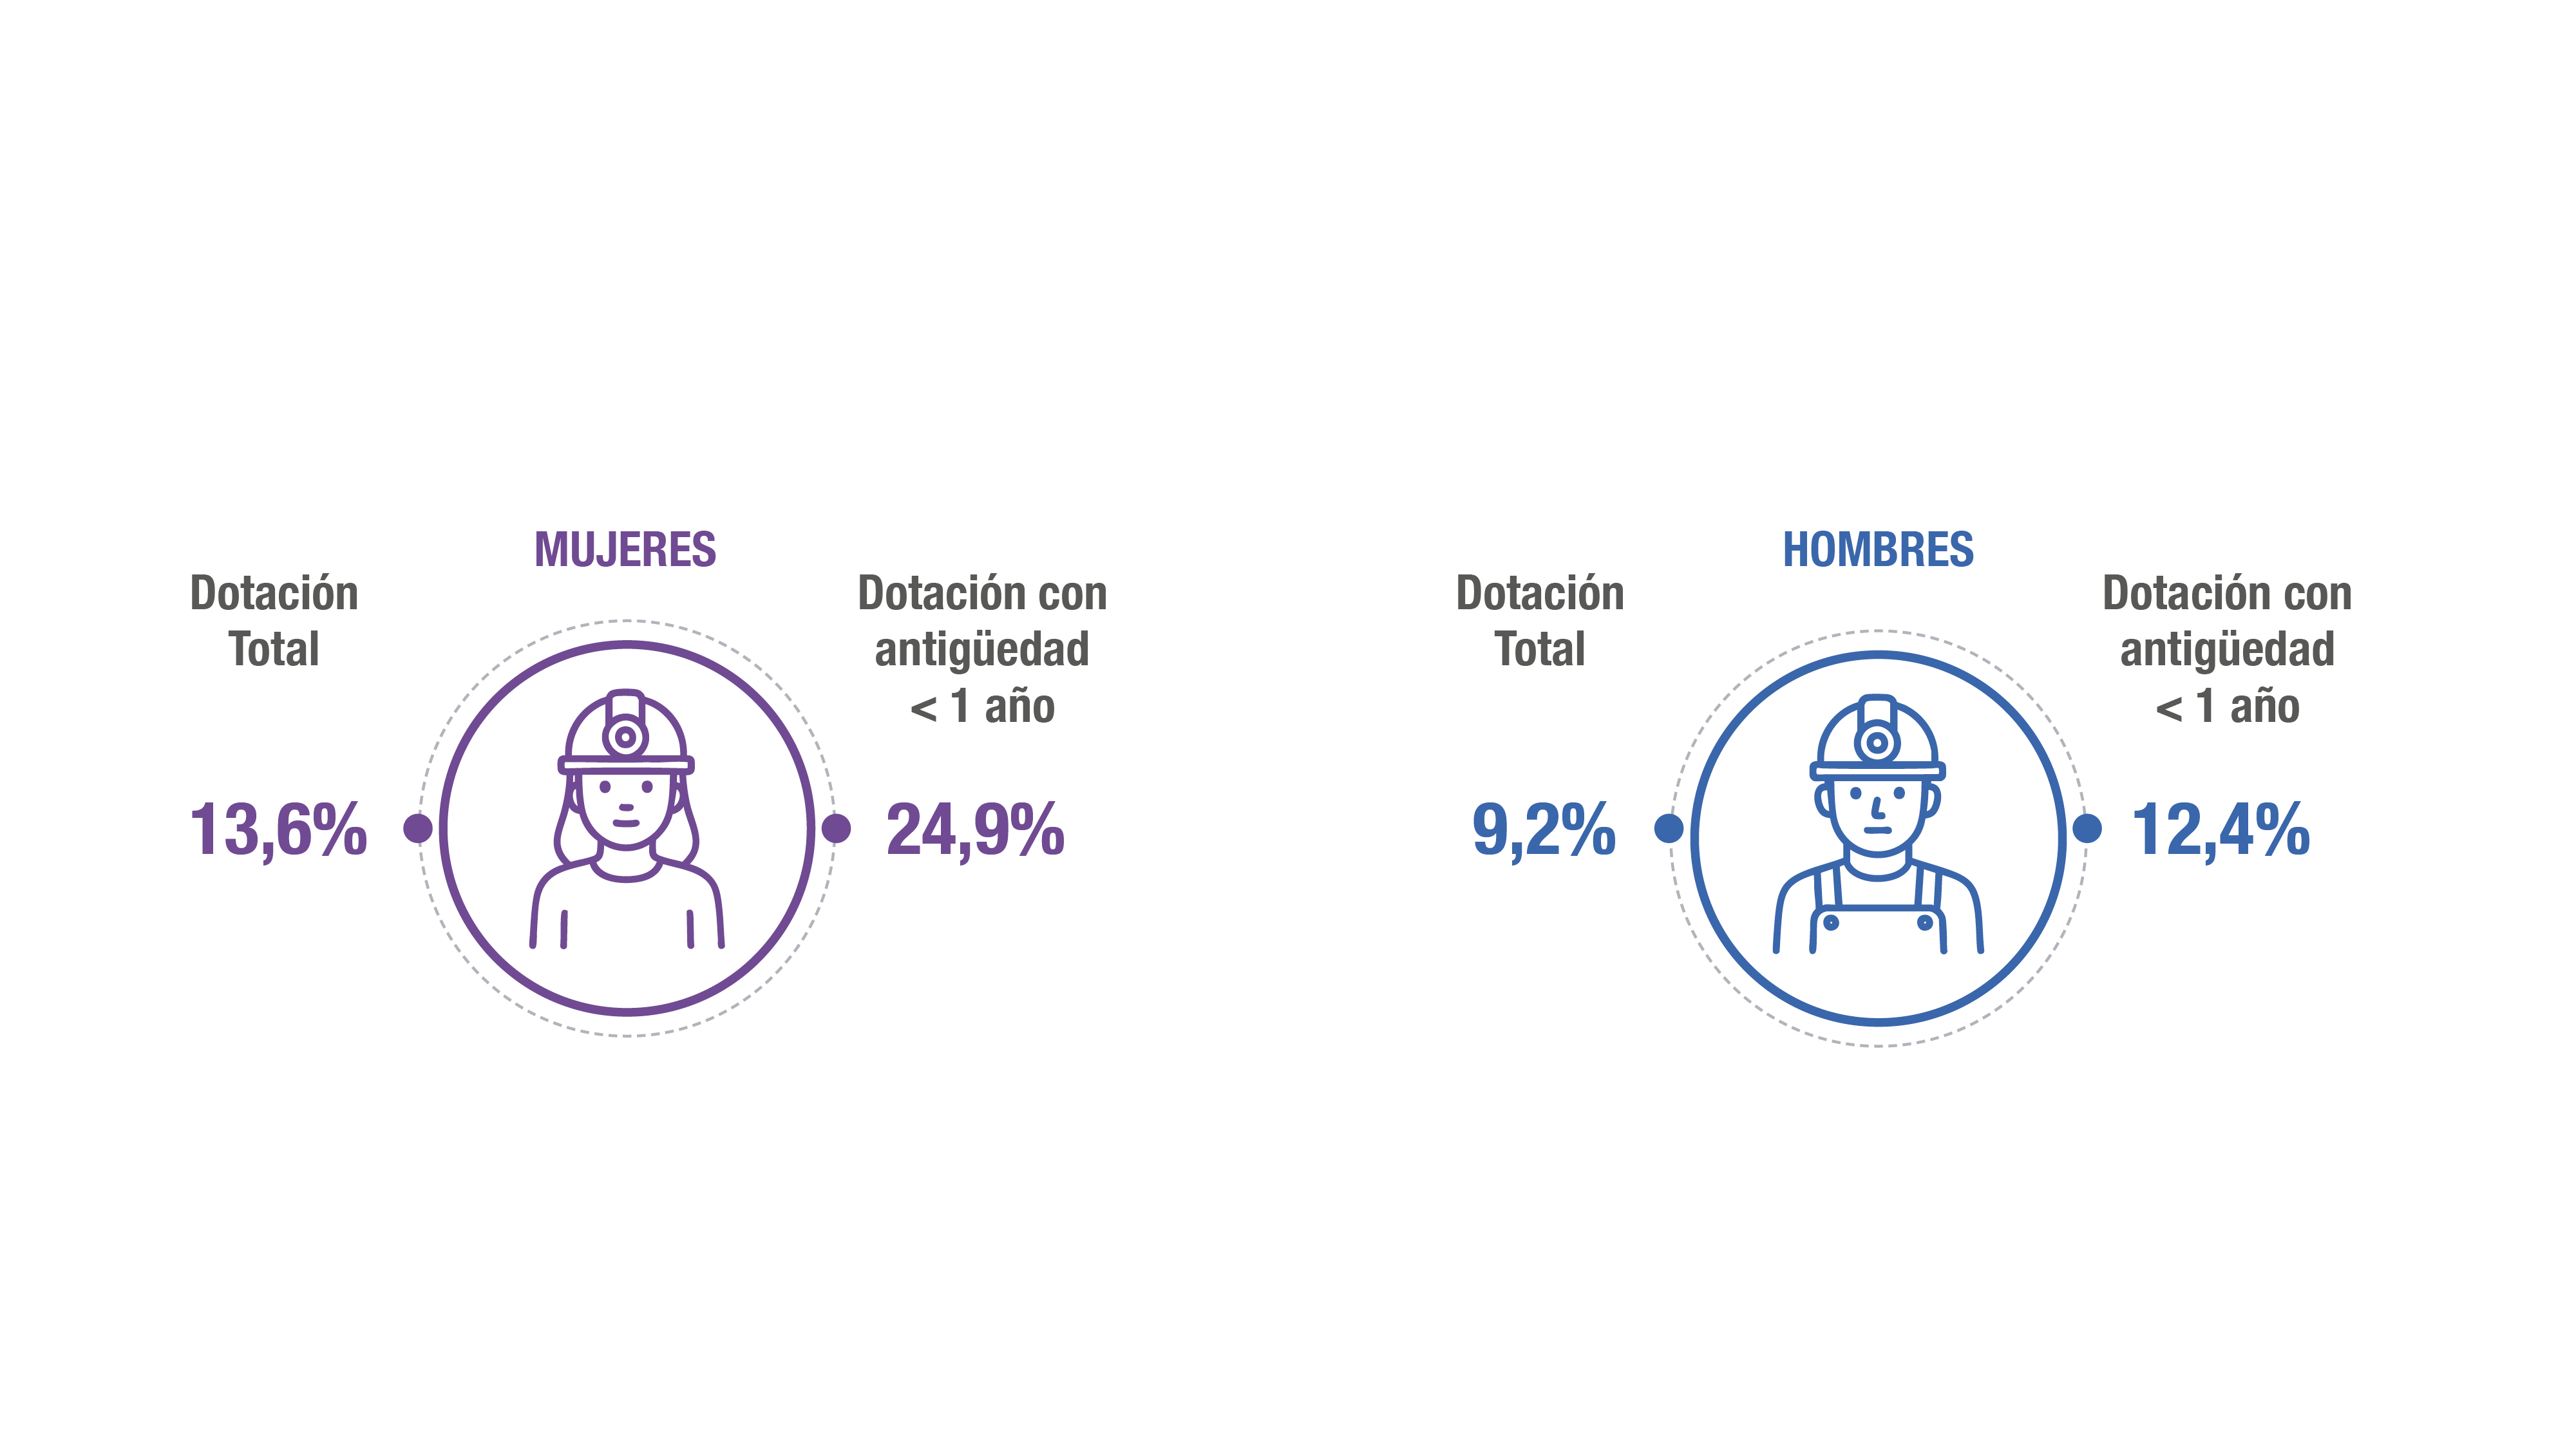 MUJERES
Dotación
Total
13,6%
Dotación con
antigüedad
< 1 año
24,9%
HOMBRES
Dotación
Total
9,2%
Dotación con
antigüedad
< 1 año
12,4%